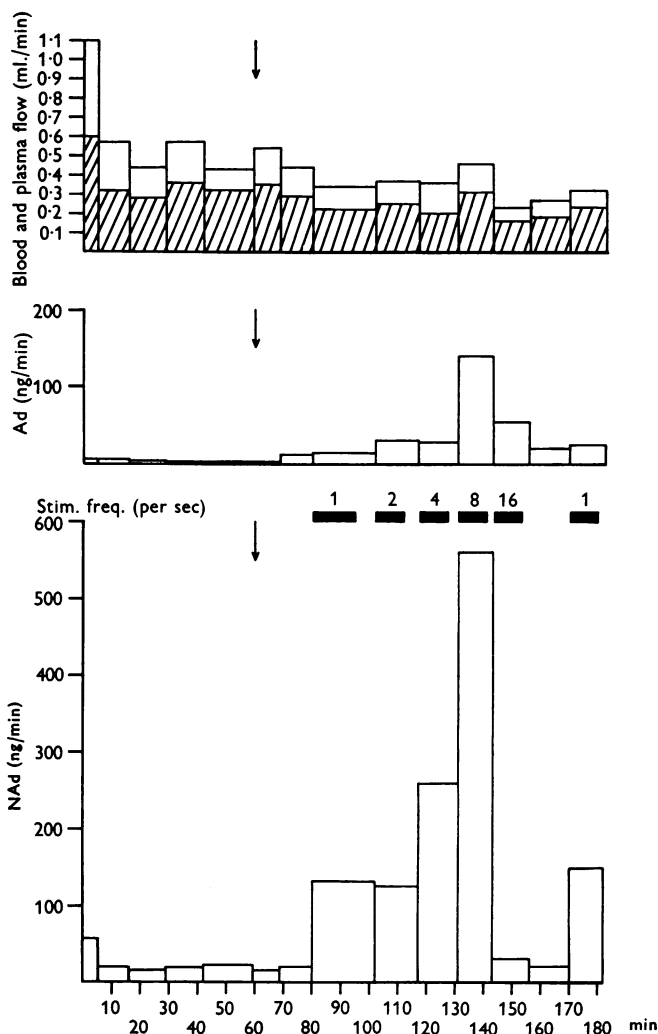 Blood and plasma flow (ml./min)
1·1
1·0
0·9
0·8
0·7
0·6
0·5
0·4
0·3
0·2
0·1
Ad (ng/min)
200
100
Stim. freq. (per sec)
1 2 4 8 16 1
NAd (ng/min)
600
500
400
300
200
100
10 30 50 70 90 110 130 150 170
20 40 60 80 100 120 140 160 180 min